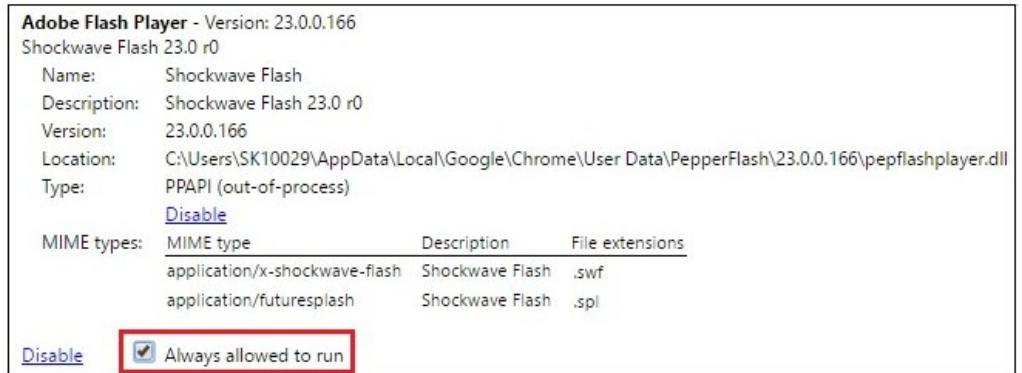 Adobe Flash Player - Version: 23.0.0.166
Shockwave Flash 23.0 r0
Name: Shockwave Flash
Description: Shockwave Flash 23.0 r0
Version: 23.0.0.166
Location: C:\Users\SK10029\AppData\Local\Google\Chrome\User Data\PepperFlash\23.0.0.166\pepflashplayer.dll
Type: PPAPI (out-of-process)
Disable
MIME types: MIME type Description File extensions
application/x-shockwave-flash Shockwave Flash .swf
application/futuresplash Shockwave Flash .spl
Disable Always allowed to run